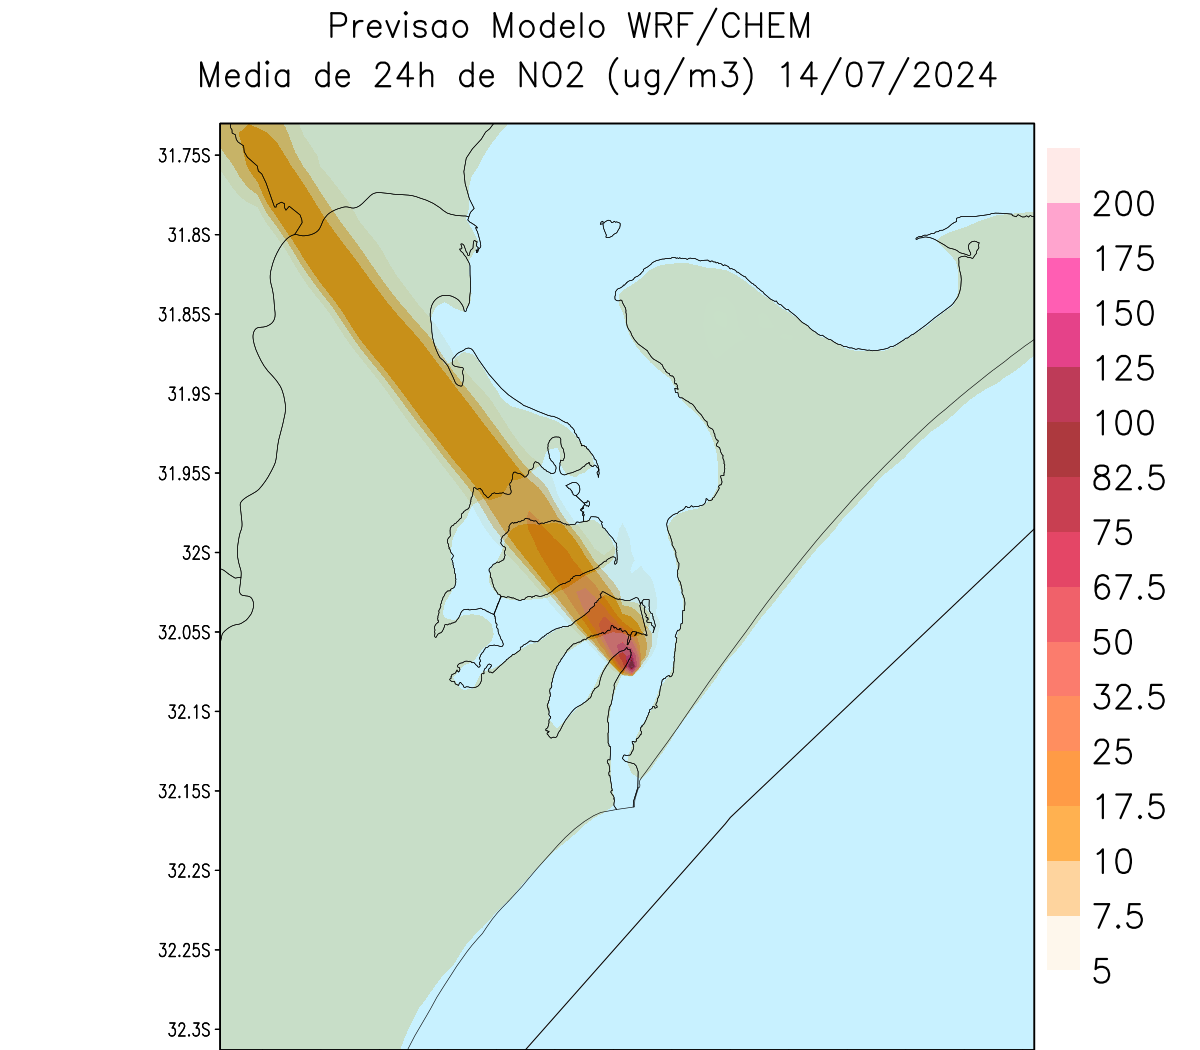 Previsao Modelo WRF/CHEM
Media de 24h de NO2 (ug/m3) 14/07/2024
31.75S
31.8S
31.85S
31.9S
31.95S
32S
32.05S
32.1S
32.15S
32.2S
32.25S
32.3S
200
175
150
125
100
82.5
75
67.5
50
32.5
25
17.5
10
7.5
5